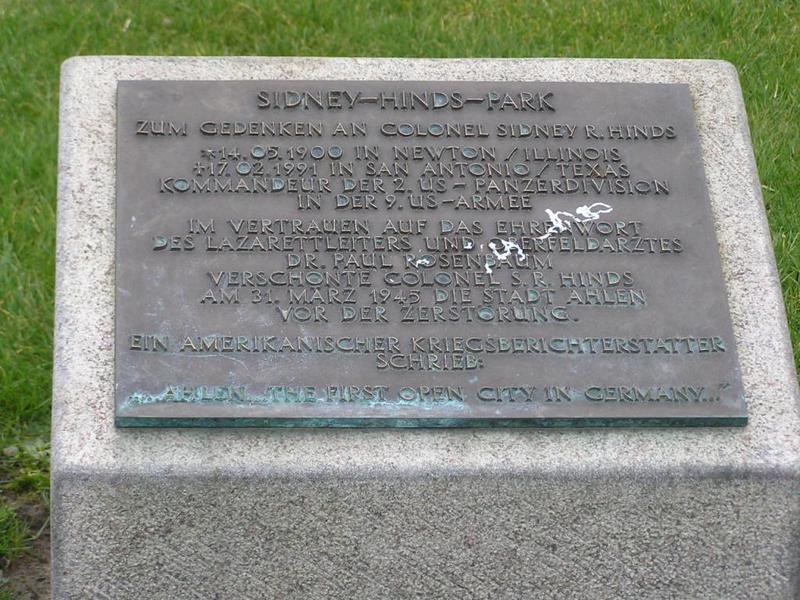 SIDNEY-HINDS-PARK
ZUM GEDENKEN AN COLONEL SIDNEY R. HINDS
*14.05.1900 IN NEWTON/ILLINOIS
✝17.02.1991 IN SAN ANTONIO/TEXAS
KOMMANDEUR DER 2. US-PANZERDIVISION
IN DER 9. US-ARMEE
IM VERTRAUEN AUF DAS EHRENWORT
DES LAZARETTLEITERS UND OBERFELDARZTES
DR. PAUL ROSENBAUM
VERSCHONTE COLONEL S. R. HINDS
AM 31. MÄRZ 1945 DIE STADT AHLEN
VOR DER ZERSTÖRUNG.
EIN AMERIKANISCHER KRIEGSBERICHTERSTATTER
SCHRIEB:
„AHLEN...THE FIRST OPEN CITY IN GERMANY..."